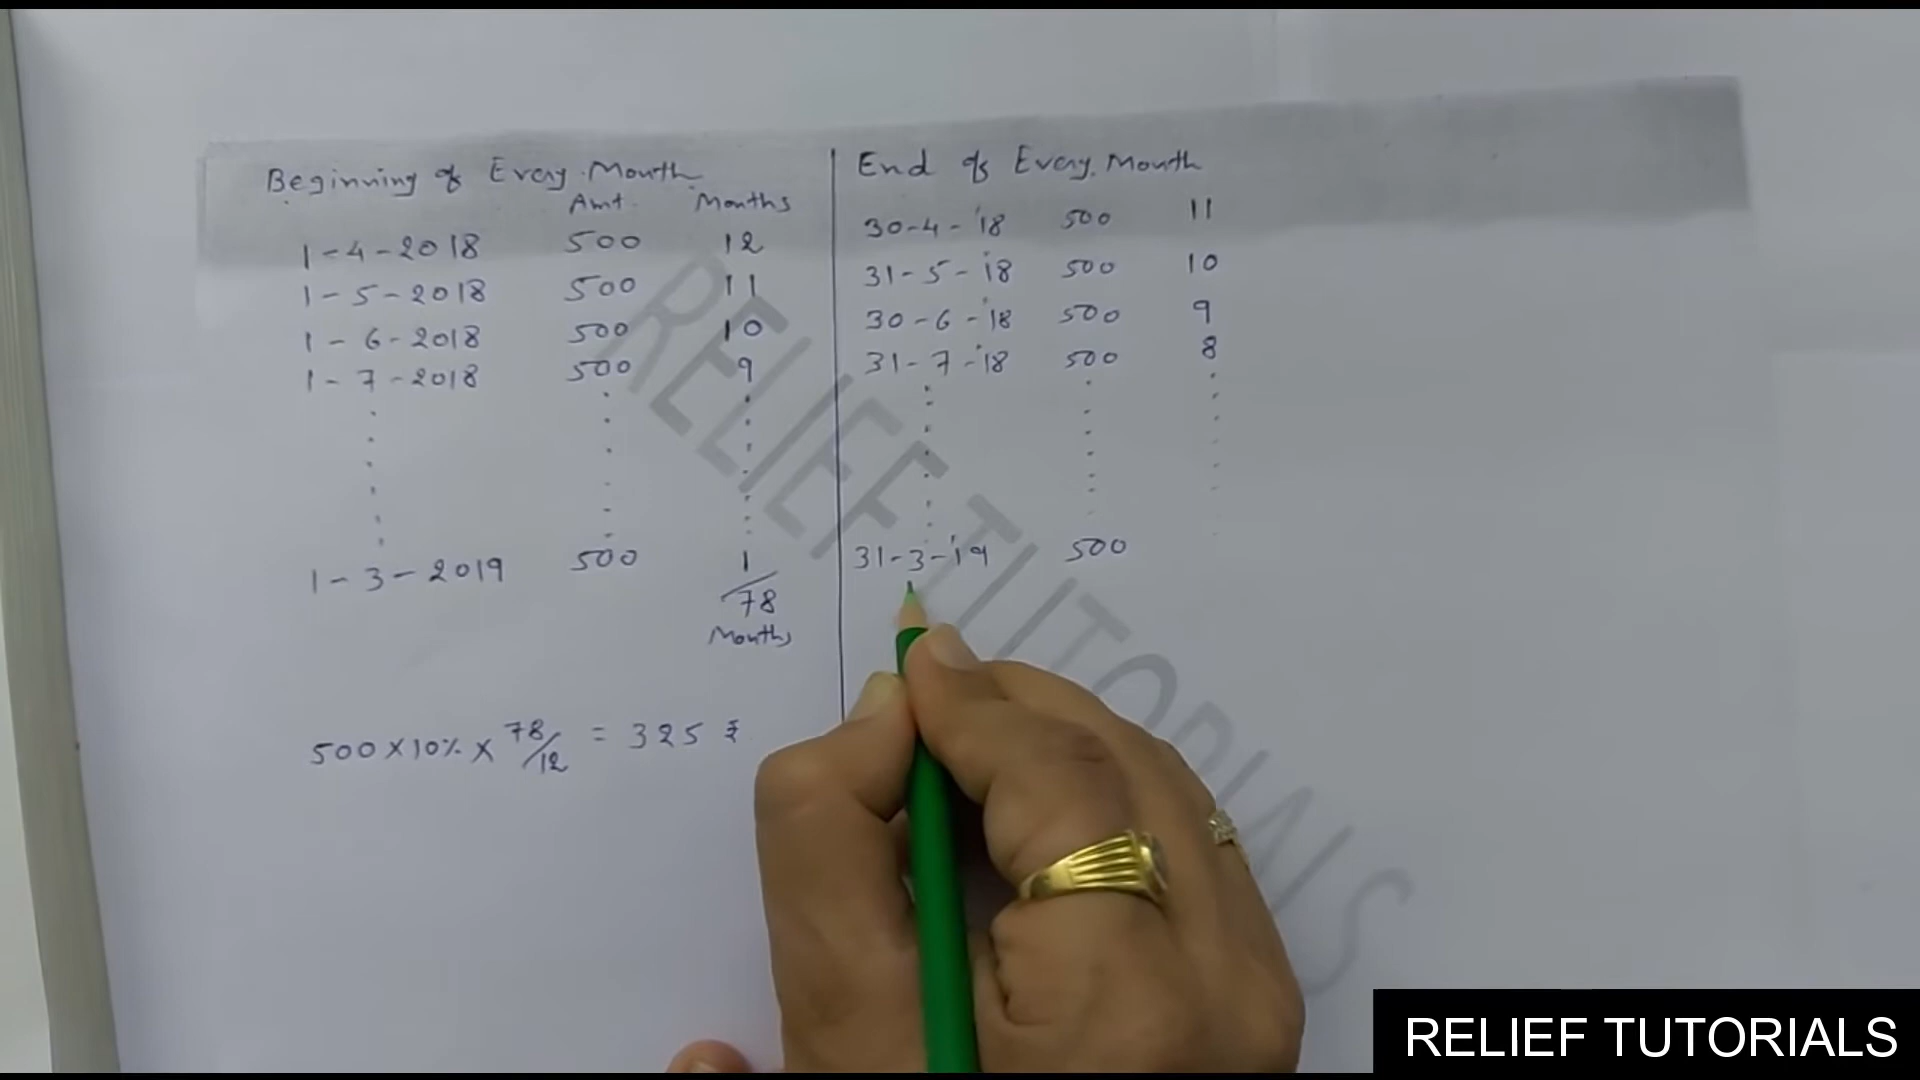 Beginning of Every Month
Amt. Months
1-4-2018 500 12
1-5-2018 500 11
1-6-2018 500 10
1-7-2018 500 9
1-3-2019 500 1
78
Months
500 X 10% X 78/12 = 325 ₹
End of Every Month
30-4-'18 500 11
31-5-'18 500 10
30-6-'18 500 9
31-7-'18 500 8
31-3-'19 500
RELIEF TUTORIALS
RELIEF TUTORIALS